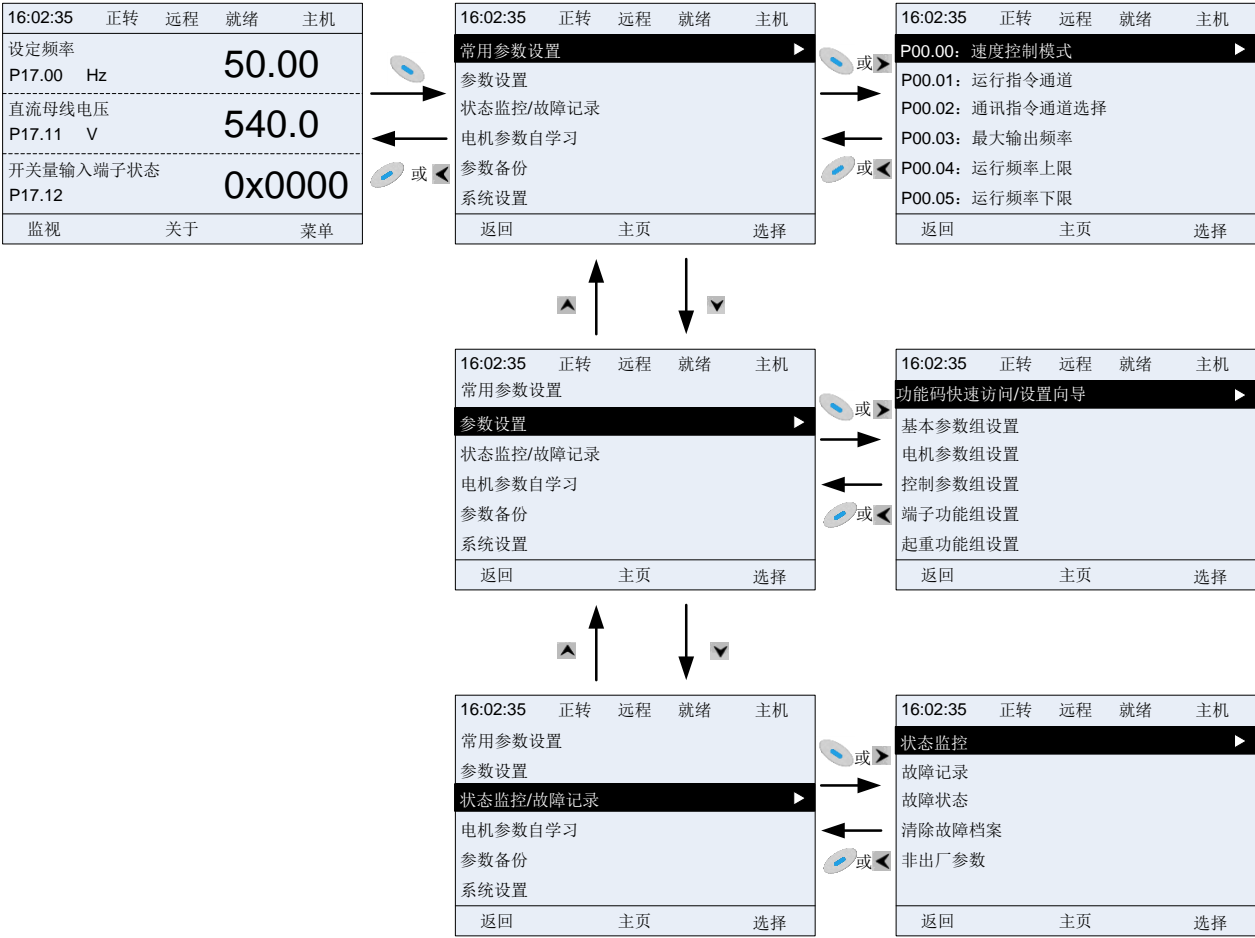 16:02:35 正转 远程 就绪 主机
设定频率
P17.00 Hz 50.00
直流母线电压
P17.11 V 540.0
开关量输入端子状态
P17.12 0x0000
监视 关于 菜单
或
16:02:35 正转 远程 就绪 主机
常用参数设置
参数设置
状态监控/故障记录
电机参数自学习
参数备份
系统设置
返回 主页 选择
或
或
16:02:35 正转 远程 就绪 主机
P00.00：速度控制模式
P00.01：运行指令通道
P00.02：通讯指令通道选择
P00.03：最大输出频率
P00.04：运行频率上限
P00.05：运行频率下限
返回 主页 选择
16:02:35 正转 远程 就绪 主机
常用参数设置
参数设置
状态监控/故障记录
电机参数自学习
参数备份
系统设置
返回 主页 选择
或
或
16:02:35 正转 远程 就绪 主机
功能码快速访问/设置向导
基本参数组设置
电机参数组设置
控制参数组设置
端子功能组设置
起重功能组设置
返回 主页 选择
16:02:35 正转 远程 就绪 主机
常用参数设置
参数设置
状态监控/故障记录
电机参数自学习
参数备份
系统设置
返回 主页 选择
或
或
16:02:35 正转 远程 就绪 主机
状态监控
故障记录
故障状态
清除故障档案
非出厂参数
返回 主页 选择